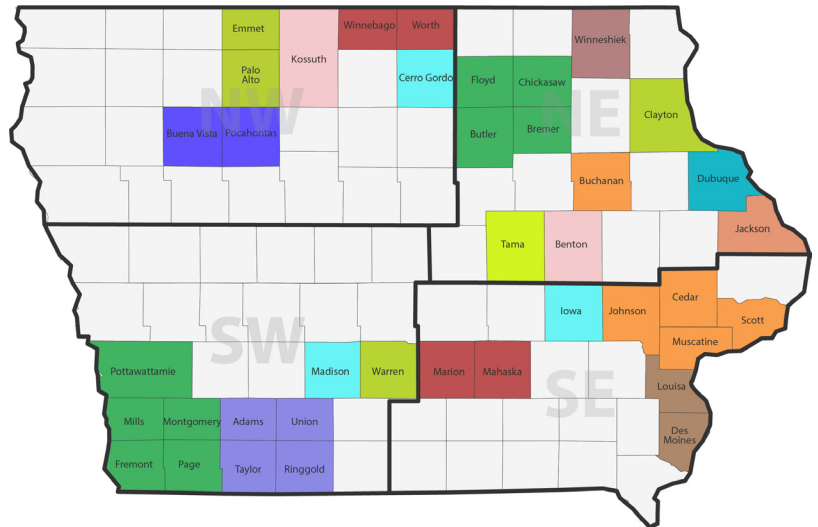 Emmet
Kossuth
Winnebago
Worth
Winneshiek
Palo
Alto
Cerro Gordo
Floyd
Chickasaw
NW
NE
Clayton
Buena Vista
Pocahontas
Butler
Bremer
Buchanan
Dubuque
Tama
Benton
Jackson
Iowa
Johnson
Cedar
Scott
SW
Muscatine
Pottawattamie
Madison
Warren
Marion
Mahaska
SE
Louisa
Mills
Montgomery
Adams
Union
Des
Moines
Fremont
Page
Taylor
Ringgold